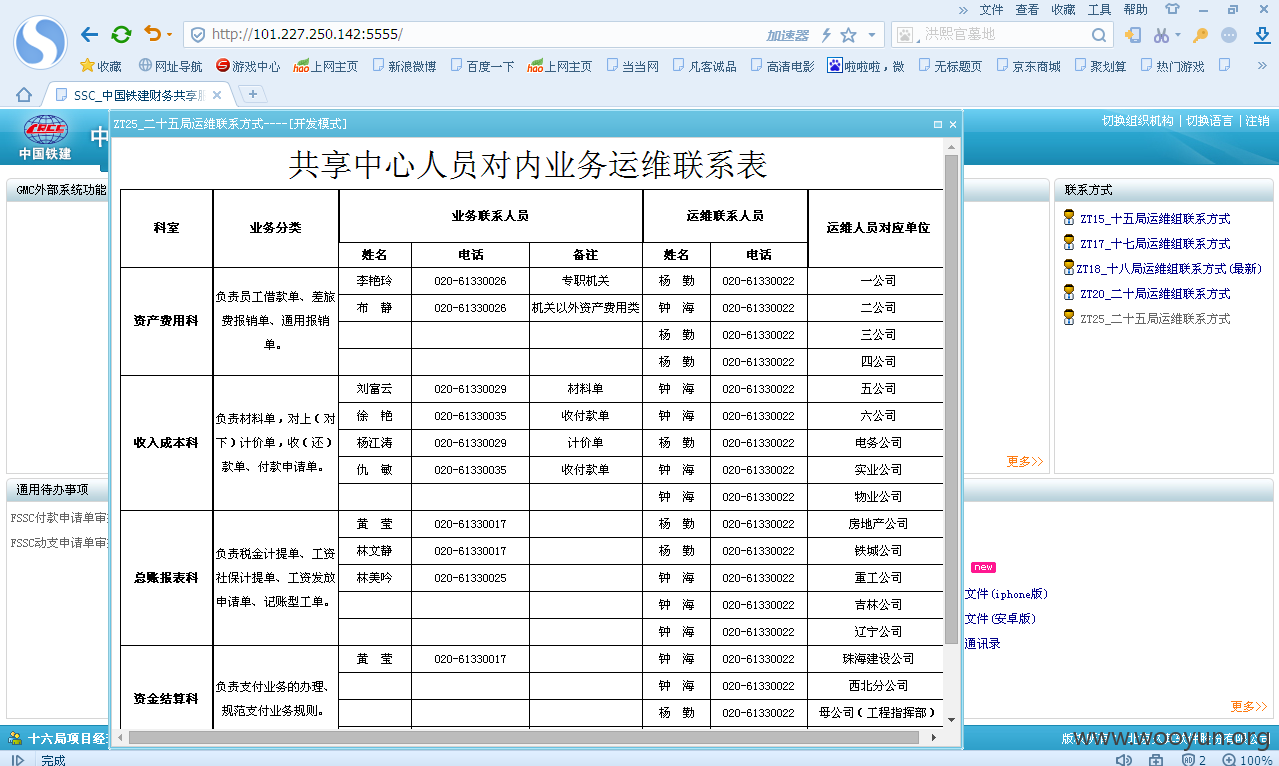 » 文件 查看 收藏 工具 帮助
http://101.227.250.142:5555/
加速器
洪熙官墓地
收藏 网址导航 游戏中心 hao上网主页 新浪微博 百度一下 hao上网主页 当当网 凡客诚品 高清电影 啦啦啦，微 无标题页 京东商城 聚划算 热门游戏 »
SSC_中国铁建财务共享服
中国铁建
中
切换组织机构 | 切换语言 | 注销
ZT25_二十五局运维联系方式----[开发模式]
GMC外部系统功能
通用待办事项
FSSC付款申请单审
FSSC动支申请单审
共享中心人员对内业务运维联系表
科室 业务分类 业务联系人员 运维联系人员 运维人员对应单位
姓名 电话 备注 姓名 电话
资产费用科 负责员工借款单、差旅费报销单、通用报销单。
李艳玲 020-61330026 专职机关 杨 勤 020-61330022 一公司
布 静 020-61330026 机关以外资产费用类 钟 海 020-61330022 二公司
杨 勤 020-61330022 三公司
杨 勤 020-61330022 四公司
收入成本科 负责材料单，对上（对下）计价单，收（还）款单、付款申请单。
刘富云 020-61330029 材料单 钟 海 020-61330022 五公司
徐 艳 020-61330035 收付款单 钟 海 020-61330022 六公司
杨江涛 020-61330029 计价单 杨 勤 020-61330022 电务公司
仇 敏 020-61330035 收付款单 钟 海 020-61330022 实业公司
钟 海 020-61330022 物业公司
总账报表科 负责税金计提单、工资社保计提单、工资发放申请单、记账型工单。
黄 莹 020-61330017 杨 勤 020-61330022 房地产公司
林文静 020-61330017 杨 勤 020-61330022 铁城公司
林美吟 020-61330025 钟 海 020-61330022 重工公司
钟 海 020-61330022 吉林公司
钟 海 020-61330022 辽宁公司
资金结算科 负责支付业务的办理、规范支付业务规则。
黄 莹 020-61330017 钟 海 020-61330022 珠海建设公司
钟 海 020-61330022 西北分公司
杨 勤 020-61330022 母公司（工程指挥部）
更多>>
联系方式
ZT15_十五局运维组联系方式
ZT17_十七局运维组联系方式
ZT18_十八局运维组联系方式(最新)
ZT20_二十局运维组联系方式
ZT25_二十五局运维联系方式
new
文件(iphone版)
文件(安卓版)
通讯录
更多>>
十六局项目经
www.wooyun.org
完成
2
100%